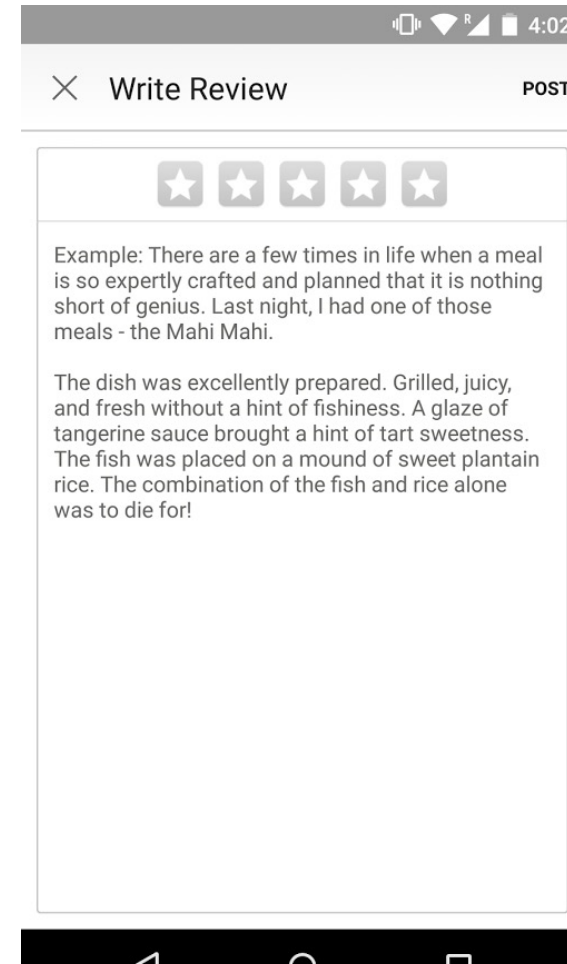 R 4:02
Write Review
POST
Example: There are a few times in life when a meal
is so expertly crafted and planned that it is nothing
short of genius. Last night, I had one of those
meals - the Mahi Mahi.
The dish was excellently prepared. Grilled, juicy,
and fresh without a hint of fishiness. A glaze of
tangerine sauce brought a hint of tart sweetness.
The fish was placed on a mound of sweet plantain
rice. The combination of the fish and rice alone
was to die for!